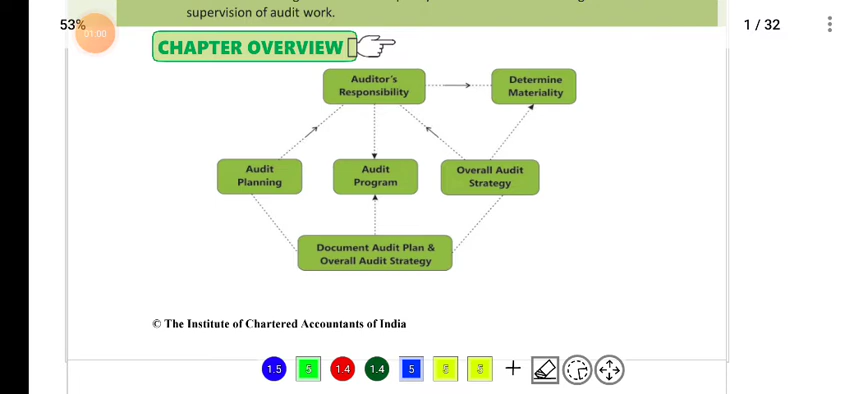 supervision of audit work.
53%
01:00
1 / 32
CHAPTER OVERVIEW
Auditor's
Responsibility
Determine
Materiality
Audit
Planning
Audit
Program
Overall Audit
Strategy
Document Audit Plan &
Overall Audit Strategy
© The Institute of Chartered Accountants of India
1.5
5
1.4
1.4
5
5
5